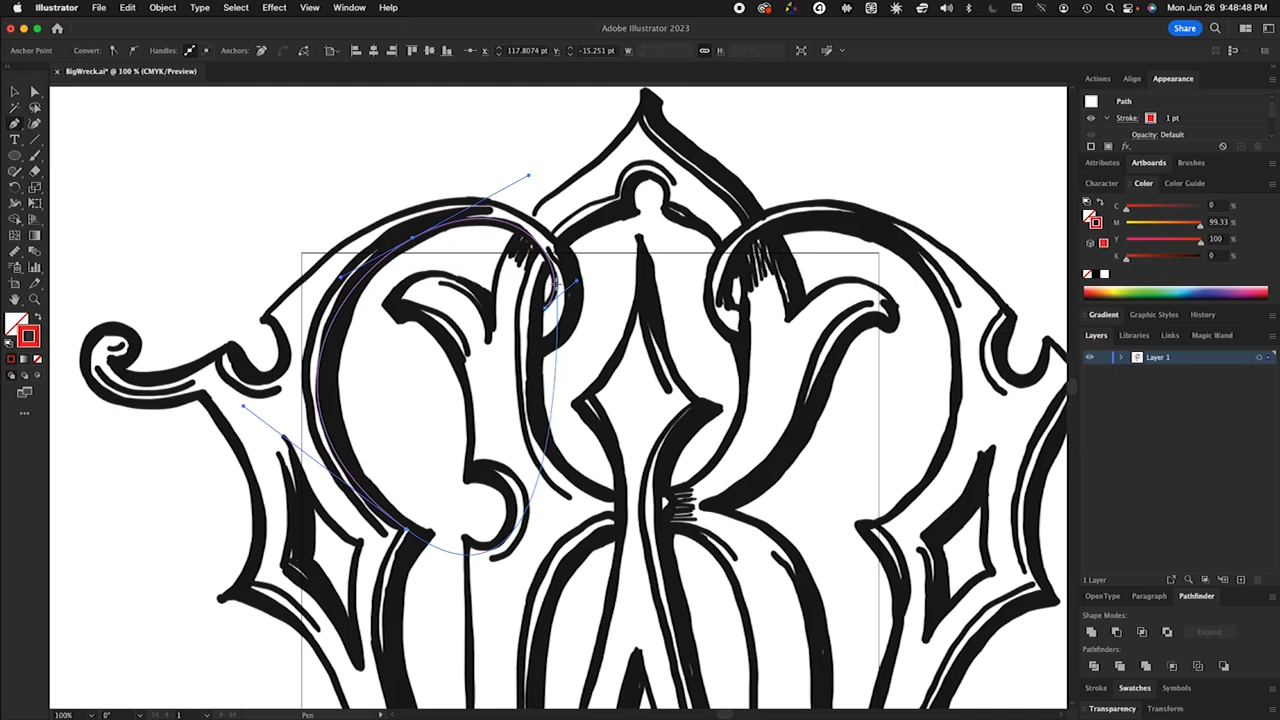 Illustrator File Edit Object Type Select Effect View Window Help Mon Jun 26 9:48:48 PM
Adobe Illustrator 2023 Share
Anchor Point Convert: Handles: Anchors: X: 117.8074 pt Y: -15.251 pt W: H:
× BigWreck.ai* @ 100 % (CMYK/Preview)
Actions Align Appearance
Path
Stroke: 1 pt
Opacity: Default
fx
Attributes Artboards Brushes
Character Color Color Guide
C 0 %
M 99.33 %
Y 100 %
K 0 %
Gradient Graphic Styles History
Layers Libraries Links Magic Wand
Layer 1
1 Layer
OpenType Paragraph Pathfinder
Shape Modes:
Expand
Pathfinders:
Stroke Swatches Symbols
Transparency Transform
100% 0° 1 Pen